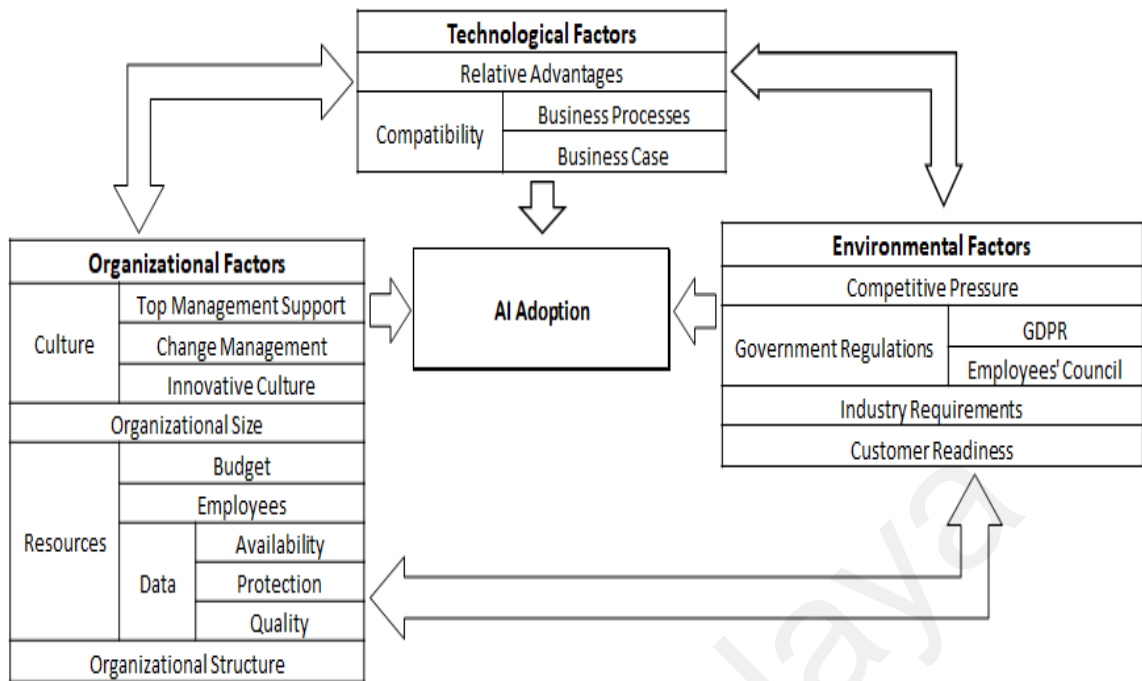 Technological Factors
Relative Advantages
Compatibility
Business Processes
Business Case
Organizational Factors
Culture
Top Management Support
Change Management
Innovative Culture
Organizational Size
Resources
Budget
Employees
Data
Availability
Protection
Quality
Organizational Structure
AI Adoption
Environmental Factors
Competitive Pressure
Government Regulations
GDPR
Employees' Council
Industry Requirements
Customer Readiness
laya